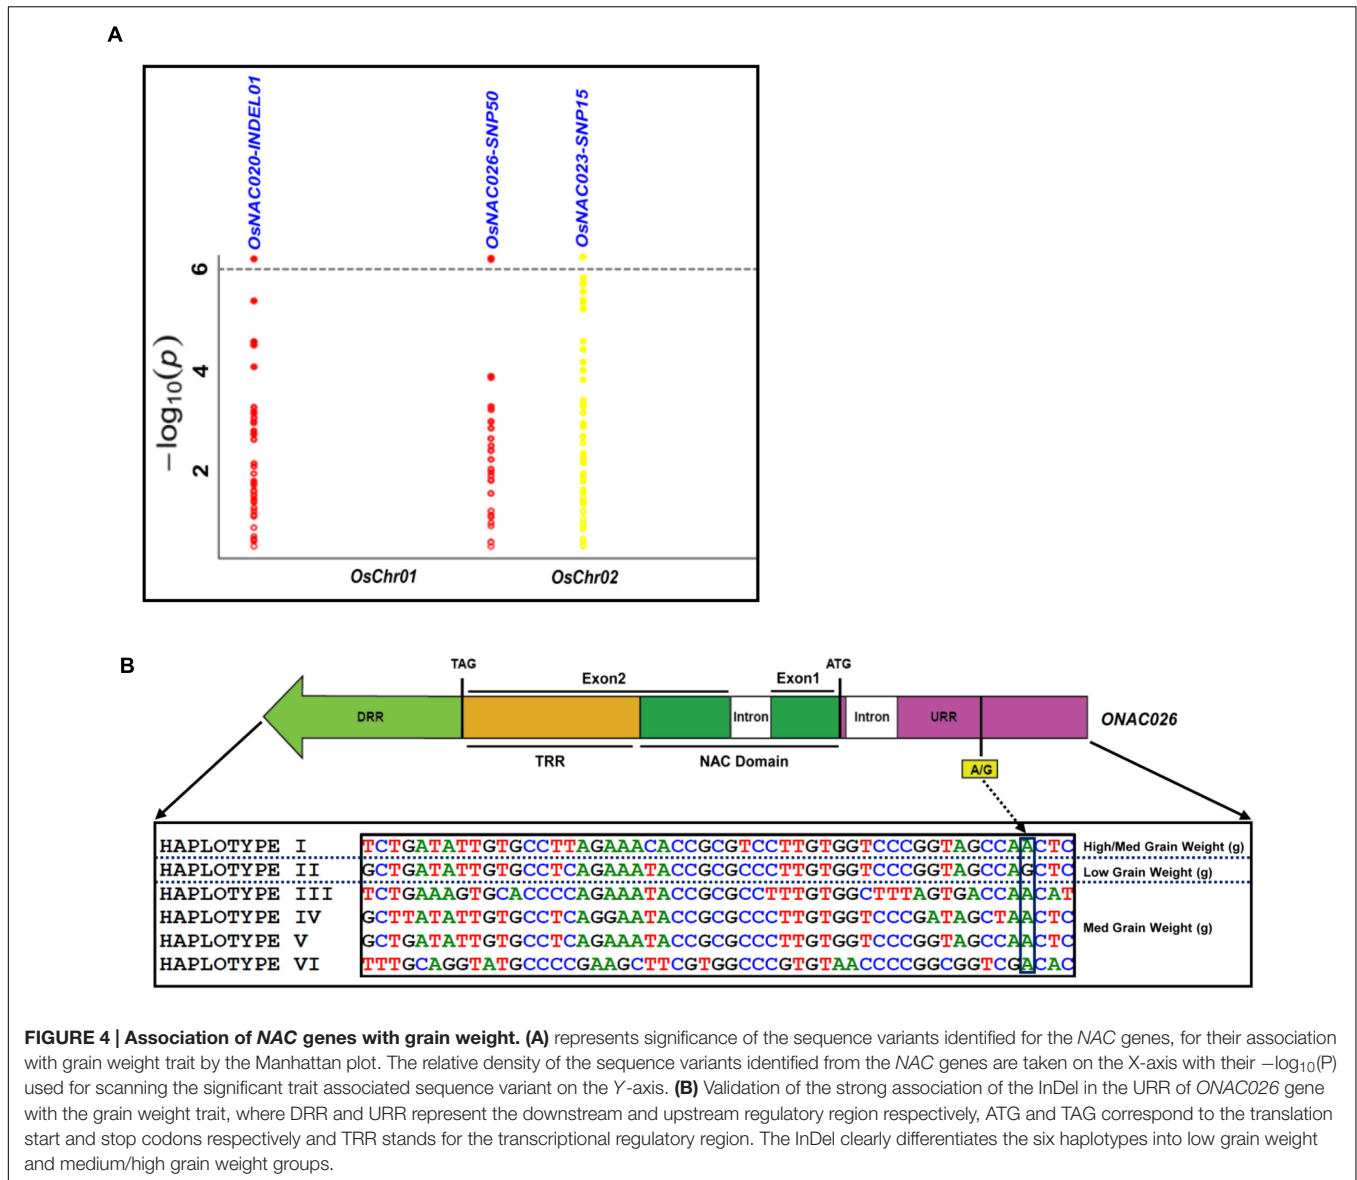 A
OsNAC020-INDEL01
OsNAC026-SNP50
OsNAC023-SNP15
−log10(p)
6
4
2
OsChr01
OsChr02
B
TAG
ATG
Exon2
Exon1
DRR
Intron
Intron
URR
ONAC026
TRR
NAC Domain
A/G
HAPLOTYPE I TCTGATATTGTGCCTTAGAAACACCGCGTCCTTGTGGTCCCGGTAGCCAACTC High/Med Grain Weight (g)
HAPLOTYPE II GCTGATATTGTGCCTCAGAAATACCGCGCCCTTGTGGTCCCGGTAGCCAGCTC Low Grain Weight (g)
HAPLOTYPE III TCTGAAAGTGCACCCCAGAAATACCGCGCCTTTGTGGCTTTAGTGACCAACAT
HAPLOTYPE IV GCTTATATTGTGCCTCAGGAATACCGCGCCCTTGTGGTCCCGATAGCTAACTC
Med Grain Weight (g)
HAPLOTYPE V GCTGATATTGTGCCTCAGAAATACCGCGCCCTTGTGGTCCCGGTAGCCAACTC
HAPLOTYPE VI TTTGCAGGTATGCCCCGAAGCTTCGTGGCCCGTGTAACCCCGGCGGTCGACAC
FIGURE 4 | Association of NAC genes with grain weight. (A) represents significance of the sequence variants identified for the NAC genes, for their association
with grain weight trait by the Manhattan plot. The relative density of the sequence variants identified from the NAC genes are taken on the X-axis with their −log10(P)
used for scanning the significant trait associated sequence variant on the Y-axis. (B) Validation of the strong association of the InDel in the URR of ONAC026 gene
with the grain weight trait, where DRR and URR represent the downstream and upstream regulatory region respectively, ATG and TAG correspond to the translation
start and stop codons respectively and TRR stands for the transcriptional regulatory region. The InDel clearly differentiates the six haplotypes into low grain weight
and medium/high grain weight groups.